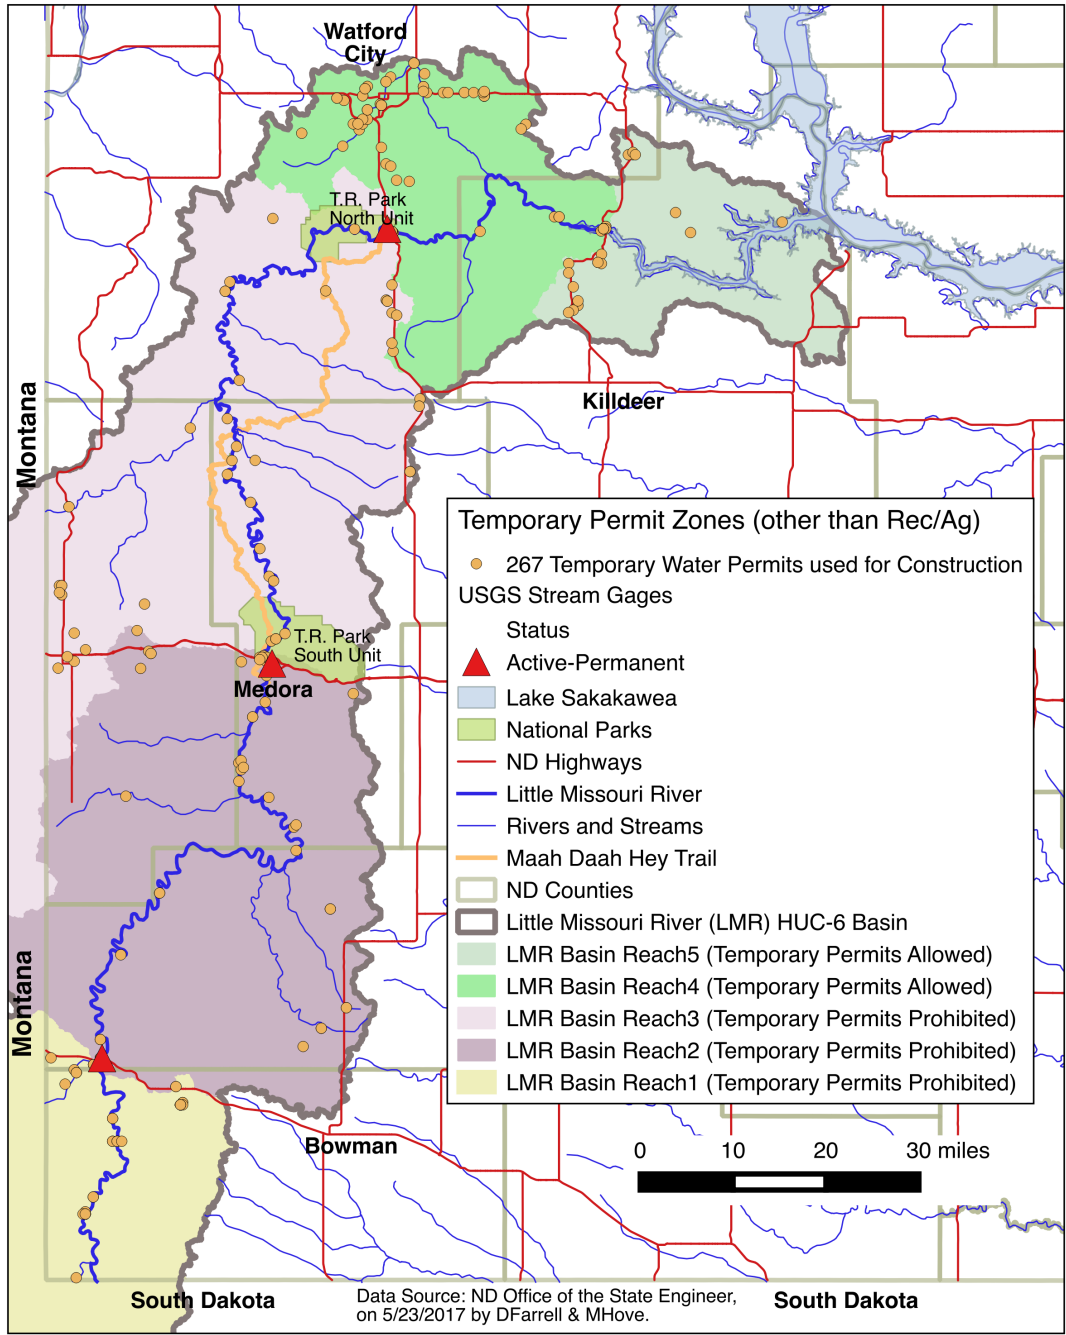 Watford
City
T.R. Park
North Unit
Montana
Killdeer
Temporary Permit Zones (other than Rec/Ag)
267 Temporary Water Permits used for Construction
USGS Stream Gages
Status
Active-Permanent
Lake Sakakawea
National Parks
ND Highways
Little Missouri River
Rivers and Streams
Maah Daah Hey Trail
ND Counties
Little Missouri River (LMR) HUC-6 Basin
LMR Basin Reach5 (Temporary Permits Allowed)
LMR Basin Reach4 (Temporary Permits Allowed)
LMR Basin Reach3 (Temporary Permits Prohibited)
LMR Basin Reach2 (Temporary Permits Prohibited)
LMR Basin Reach1 (Temporary Permits Prohibited)
T.R. Park
South Unit
Medora
Montana
Bowman
0 10 20 30 miles
South Dakota
Data Source: ND Office of the State Engineer,
on 5/23/2017 by DFarrell & MHove.
South Dakota